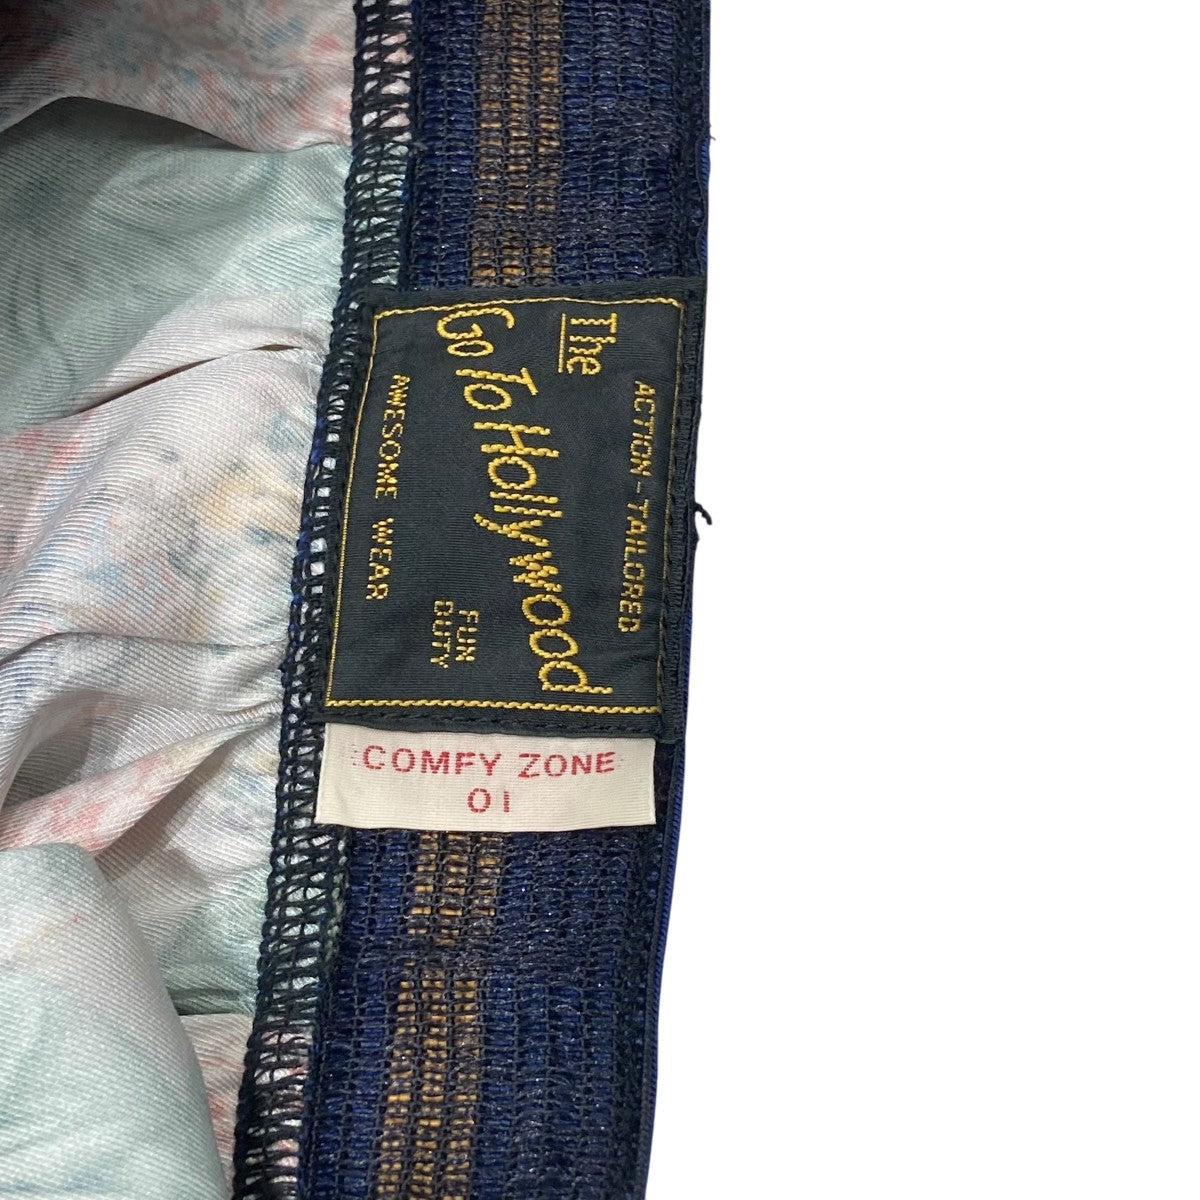 ACTION-TAILORED
The
Go To Hollywood
FUN
DUTY
AWESOME WEAR
COMFY ZONE
01